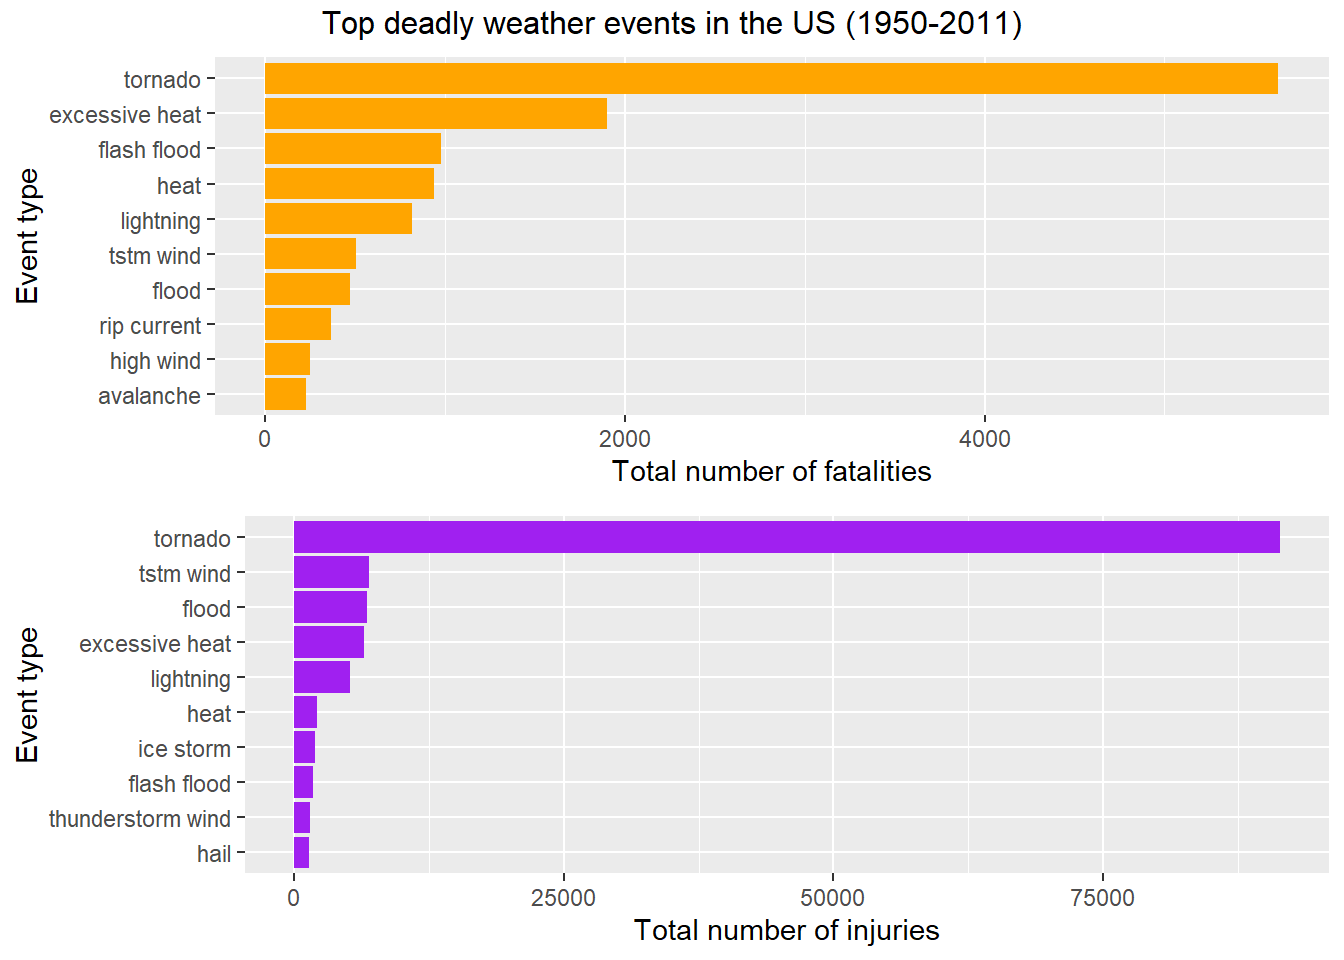 Top deadly weather events in the US (1950-2011)
Event type
tornado
excessive heat
flash flood
heat
lightning
tstm wind
flood
rip current
high wind
avalanche
0 2000 4000
Total number of fatalities
Event type
tornado
tstm wind
flood
excessive heat
lightning
heat
ice storm
flash flood
thunderstorm wind
hail
0 25000 50000 75000
Total number of injuries